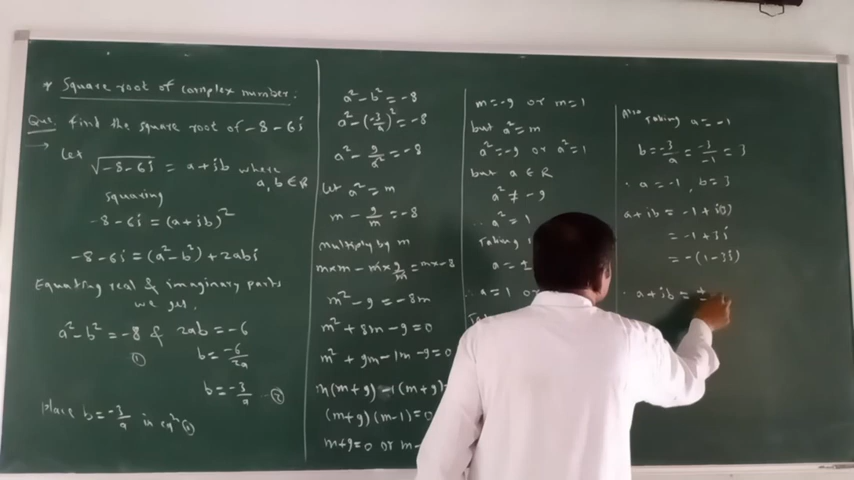 * Square root of complex number.
Que. Find the square root of -8-6i
→ Let
√-8-6i = a+ib where
a, b ∈ R
squaring
-8-6i = (a+ib)²
-8-6i = (a²-b²)+2abi
Equating real & imaginary parts
we get,
a²-b² = -8 & 2ab = -6
① b = -6/2a
b = -3/a -②
place b = -3/a in eqⁿ ①
a²-b² = -8
a²-(-3/a)² = -8
a²-9/a² = -8
Let a² = m
m - 9/m = -8
multiply by m
m×m - m×9/m = m×-8
m²-9 = -8m
m²+8m-9=0
m²+9m-1m-9=0
m(m+9)-1(m+9)=
(m+9)(m-1)=0
m+9=0 or m-
m=-9 or m=1
but a²=m
a²=-9 or a²=1
but a ∈ R
a² ≠ -9
∴ a²=1
taking
a = ±
∴ a=1 or
Also
taking a=-1
b = -3/a = -3/-1 = 3
∴ a=-1, b=3
a+ib = -1+i(3)
= -1+3i
= -(1-3i)
∴ a+ib = ±